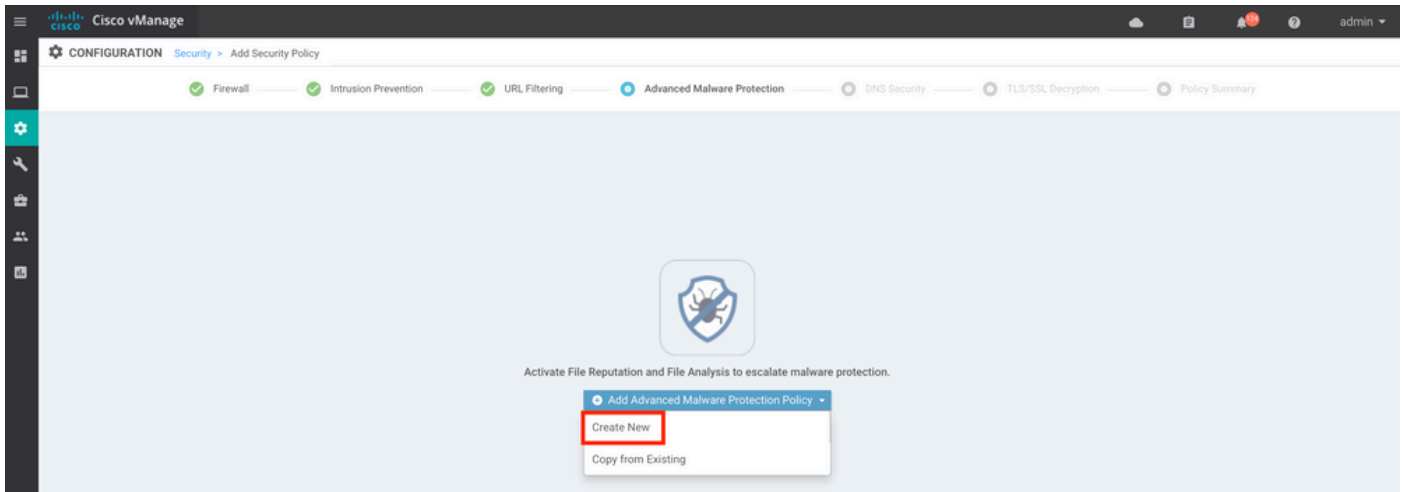 CISCO Cisco vManage 124 admin
CONFIGURATION Security > Add Security Policy
Firewall Intrusion Prevention URL Filtering Advanced Malware Protection DNS Security TLS/SSL Decryption Policy Summary
Activate File Reputation and File Analysis to escalate malware protection.
Add Advanced Malware Protection Policy
Create New
Copy from Existing